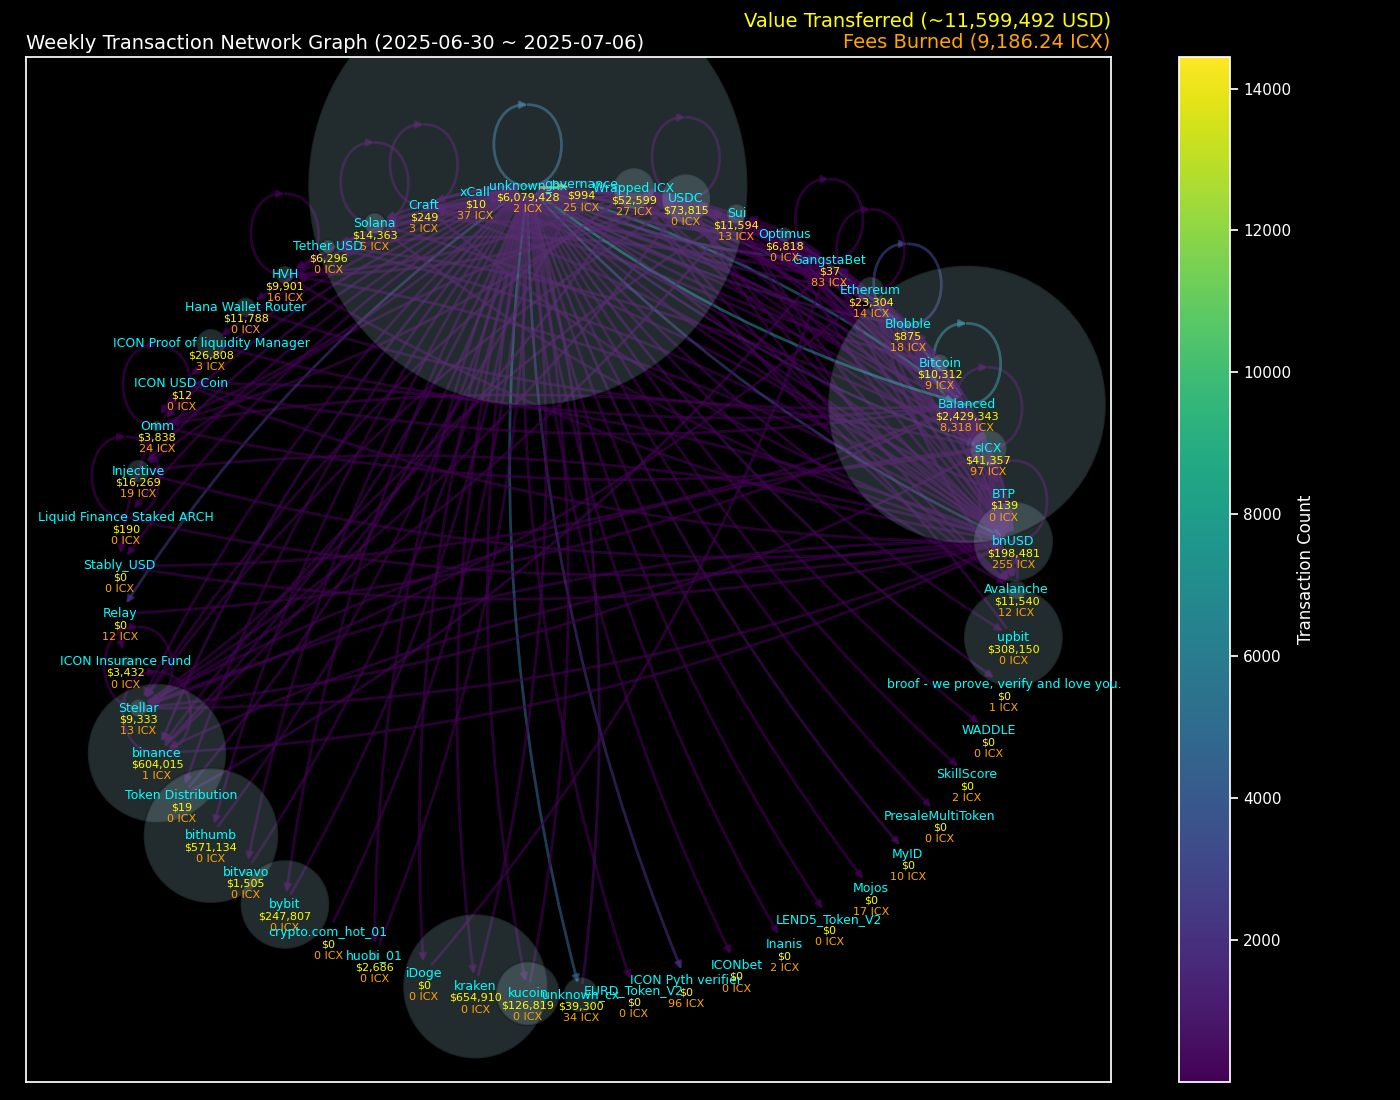 Value Transferred (~11,599,492 USD)
Weekly Transaction Network Graph (2025-06-30 ~ 2025-07-06)
Fees Burned (9,186.24 ICX)
$6,079,428
2 ICX
governance
$994
25 ICX
Wrapped ICX
$52,599
27 ICX
USDC
$73,815
0 ICX
Sui
$11,594
13 ICX
Optimus
$6,818
0 ICX
GangstaBet
$37
83 ICX
Ethereum
$23,304
14 ICX
Blobble
$875
18 ICX
Bitcoin
$10,312
9 ICX
Balanced
$2,429,343
8,318 ICX
sICX
$41,357
97 ICX
BTP
$139
0 ICX
bnUSD
$198,481
255 ICX
Avalanche
$11,540
12 ICX
upbit
$308,150
0 ICX
broof - we prove, verify and love you.
$0
1 ICX
WADDLE
$0
0 ICX
SkillScore
$0
2 ICX
PresaleMultiToken
$0
0 ICX
MyID
$0
10 ICX
Mojos
$0
17 ICX
LEND5_Token_V2
$0
0 ICX
Inanis
$0
2 ICX
ICONbet
$0
0 ICX
ICON Pyth verifier
$0
96 ICX
EURD_Token_V2
$0
0 ICX
unknown_cx
$39,300
34 ICX
kucoin
$126,819
0 ICX
kraken
$654,910
0 ICX
iDoge
$0
0 ICX
huobi_01
$2,686
0 ICX
crypto.com_hot_01
$0
0 ICX
bybit
$247,807
0 ICX
bitvavo
$1,505
0 ICX
bithumb
$571,134
0 ICX
Token Distribution
$19
0 ICX
binance
$604,015
1 ICX
Stellar
$9,333
13 ICX
ICON Insurance Fund
$3,432
0 ICX
Relay
$0
12 ICX
Stably_USD
$0
0 ICX
Liquid Finance Staked ARCH
$190
0 ICX
Injective
$16,269
19 ICX
Omm
$3,838
24 ICX
ICON USD Coin
$12
0 ICX
ICON Proof of liquidity Manager
$26,808
3 ICX
Hana Wallet Router
$11,788
0 ICX
HVH
$9,901
16 ICX
Tether USD
$6,296
0 ICX
Solana
$14,363
5 ICX
Craft
$249
3 ICX
xCall
$10
37 ICX
14000
12000
10000
8000
6000
4000
2000
Transaction Count